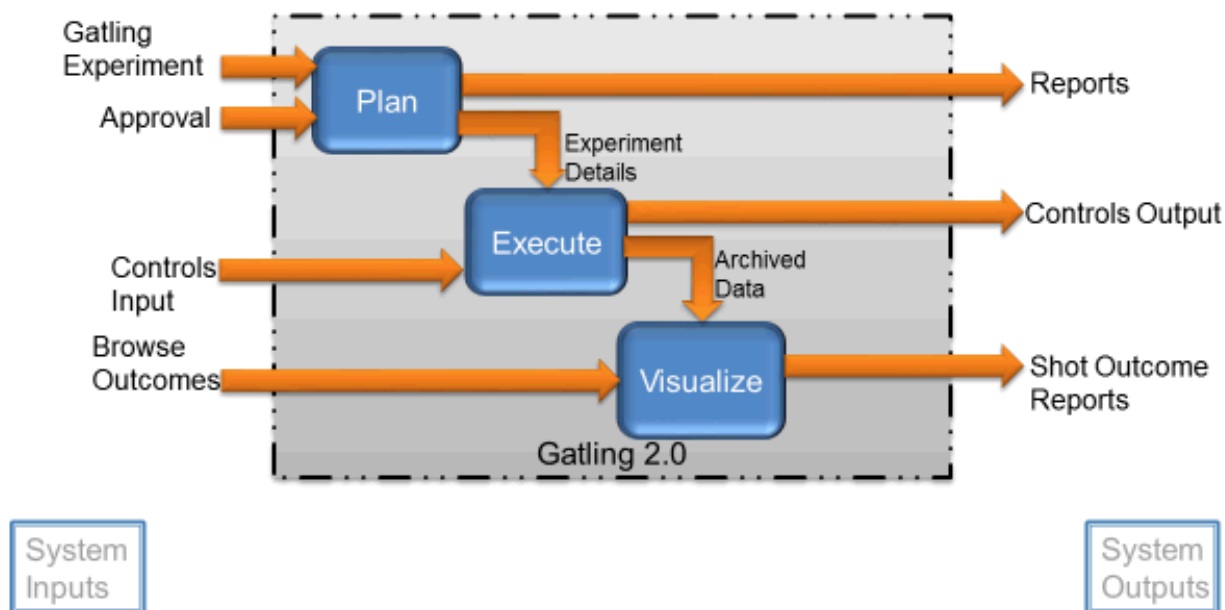 Gatling
Experiment
Plan
Reports
Approval
Experiment
Details
Execute
Controls Output
Controls
Input
Archived
Data
Browse
Outcomes
Visualize
Shot Outcome
Reports
Gatling 2.0
System
Inputs
System
Outputs